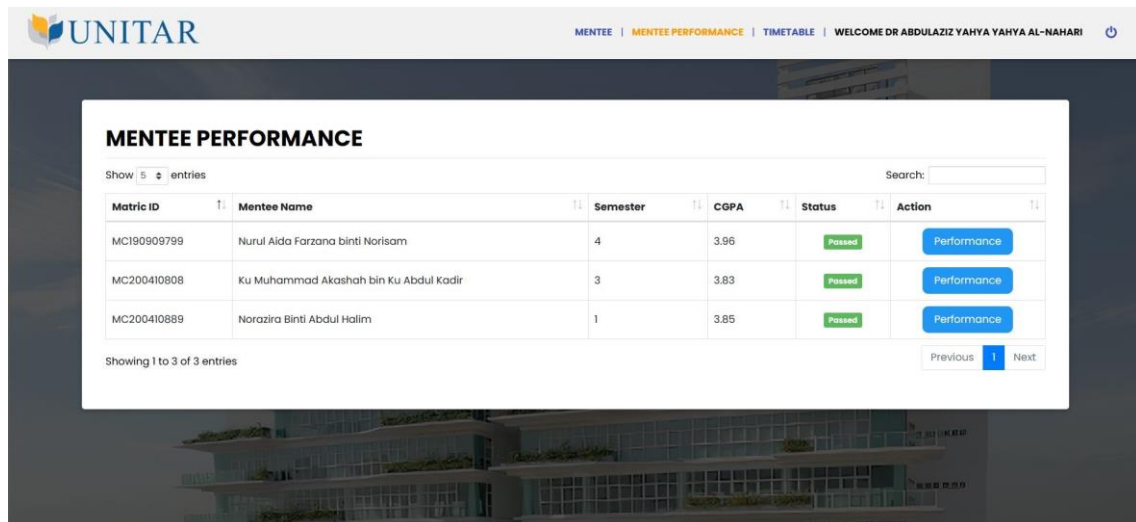 UNITAR
MENTEE | MENTEE PERFORMANCE | TIMETABLE | WELCOME DR ABDULAZIZ YAHYA YAHYA AL-NAHARI
MENTEE PERFORMANCE
Show 5 entries
Search:
Matric ID Mentee Name Semester CGPA Status Action
MC190909799 Nurul Aida Farzana binti Norisam 4 3.96 Passed Performance
MC200410808 Ku Muhammad Akashah bin Ku Abdul Kadir 3 3.83 Passed Performance
MC200410889 Norazira Binti Abdul Halim 1 3.85 Passed Performance
Showing 1 to 3 of 3 entries
Previous 1 Next